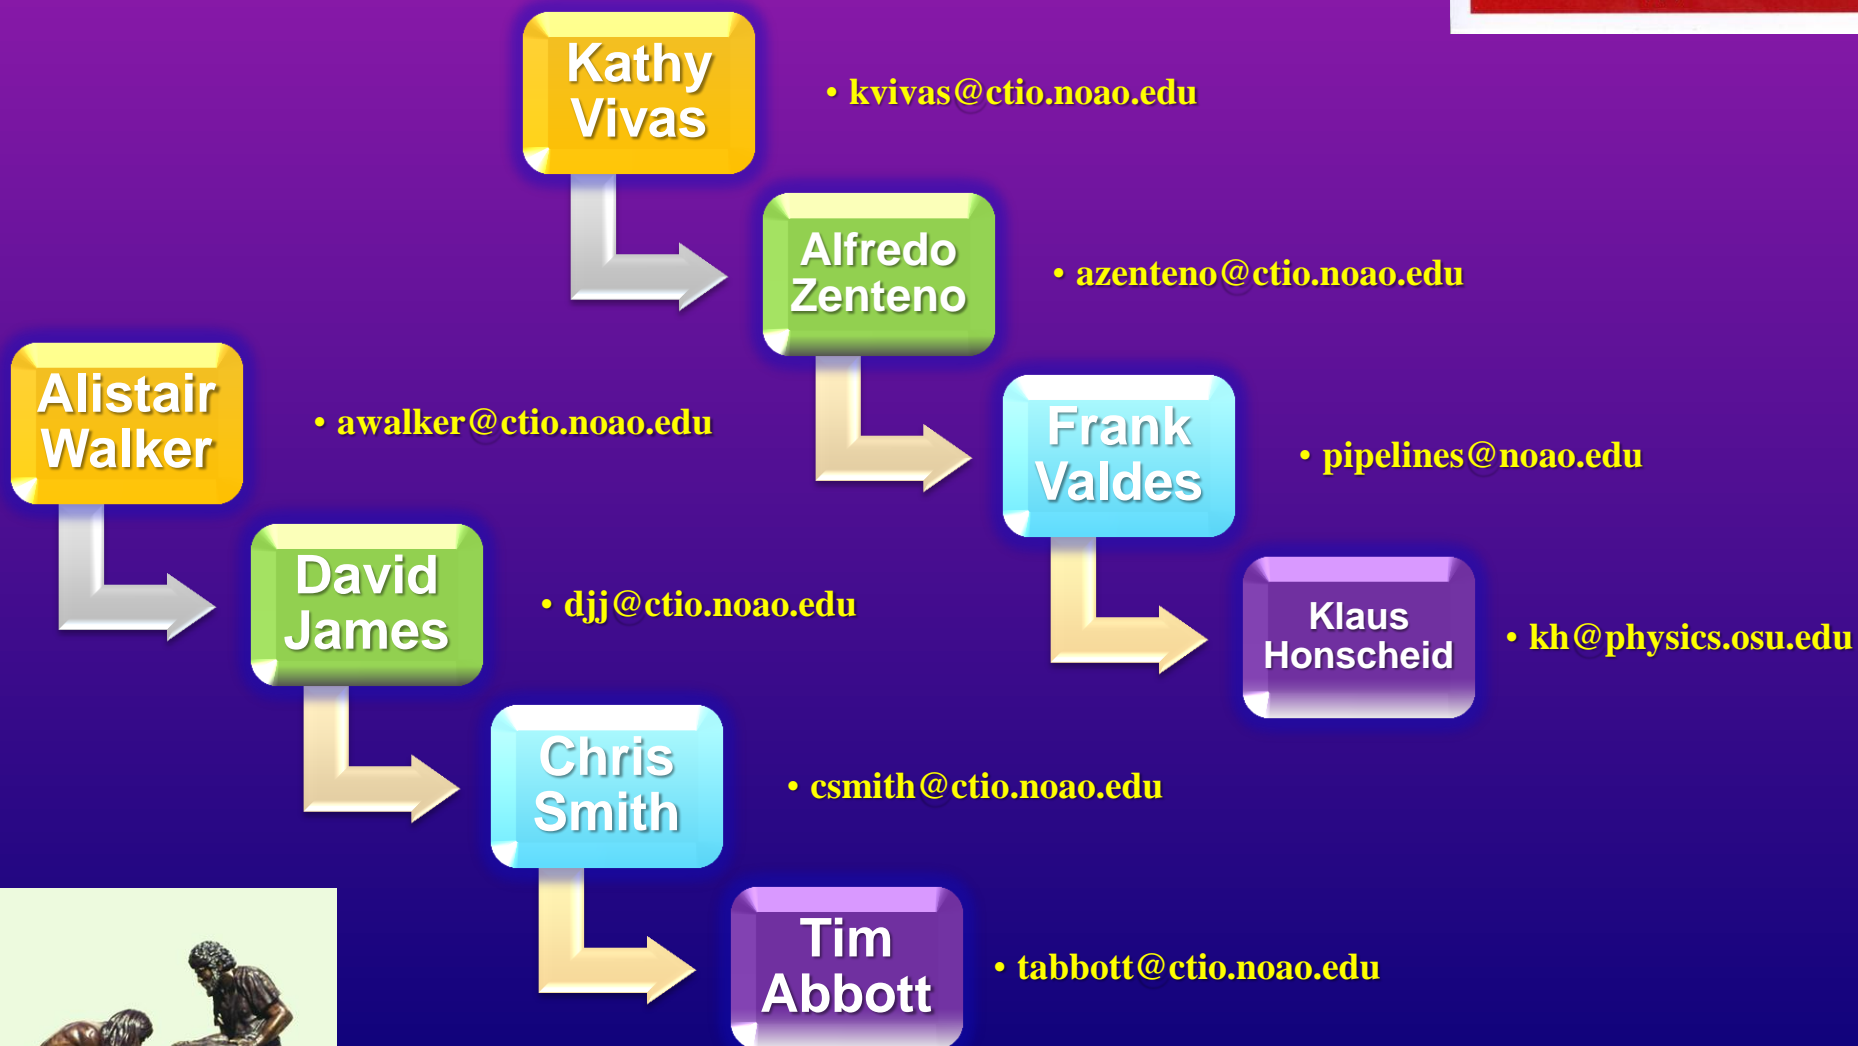 Kathy
Vivas
• kvivas@ctio.noao.edu
Alfredo
Zenteno
• azenteno@ctio.noao.edu
Frank
Valdes
• pipelines@noao.edu
Klaus
Honscheid
• kh@physics.osu.edu
Alistair
Walker
• awalker@ctio.noao.edu
David
James
• djj@ctio.noao.edu
Chris
Smith
• csmith@ctio.noao.edu
Tim
Abbott
• tabbott@ctio.noao.edu